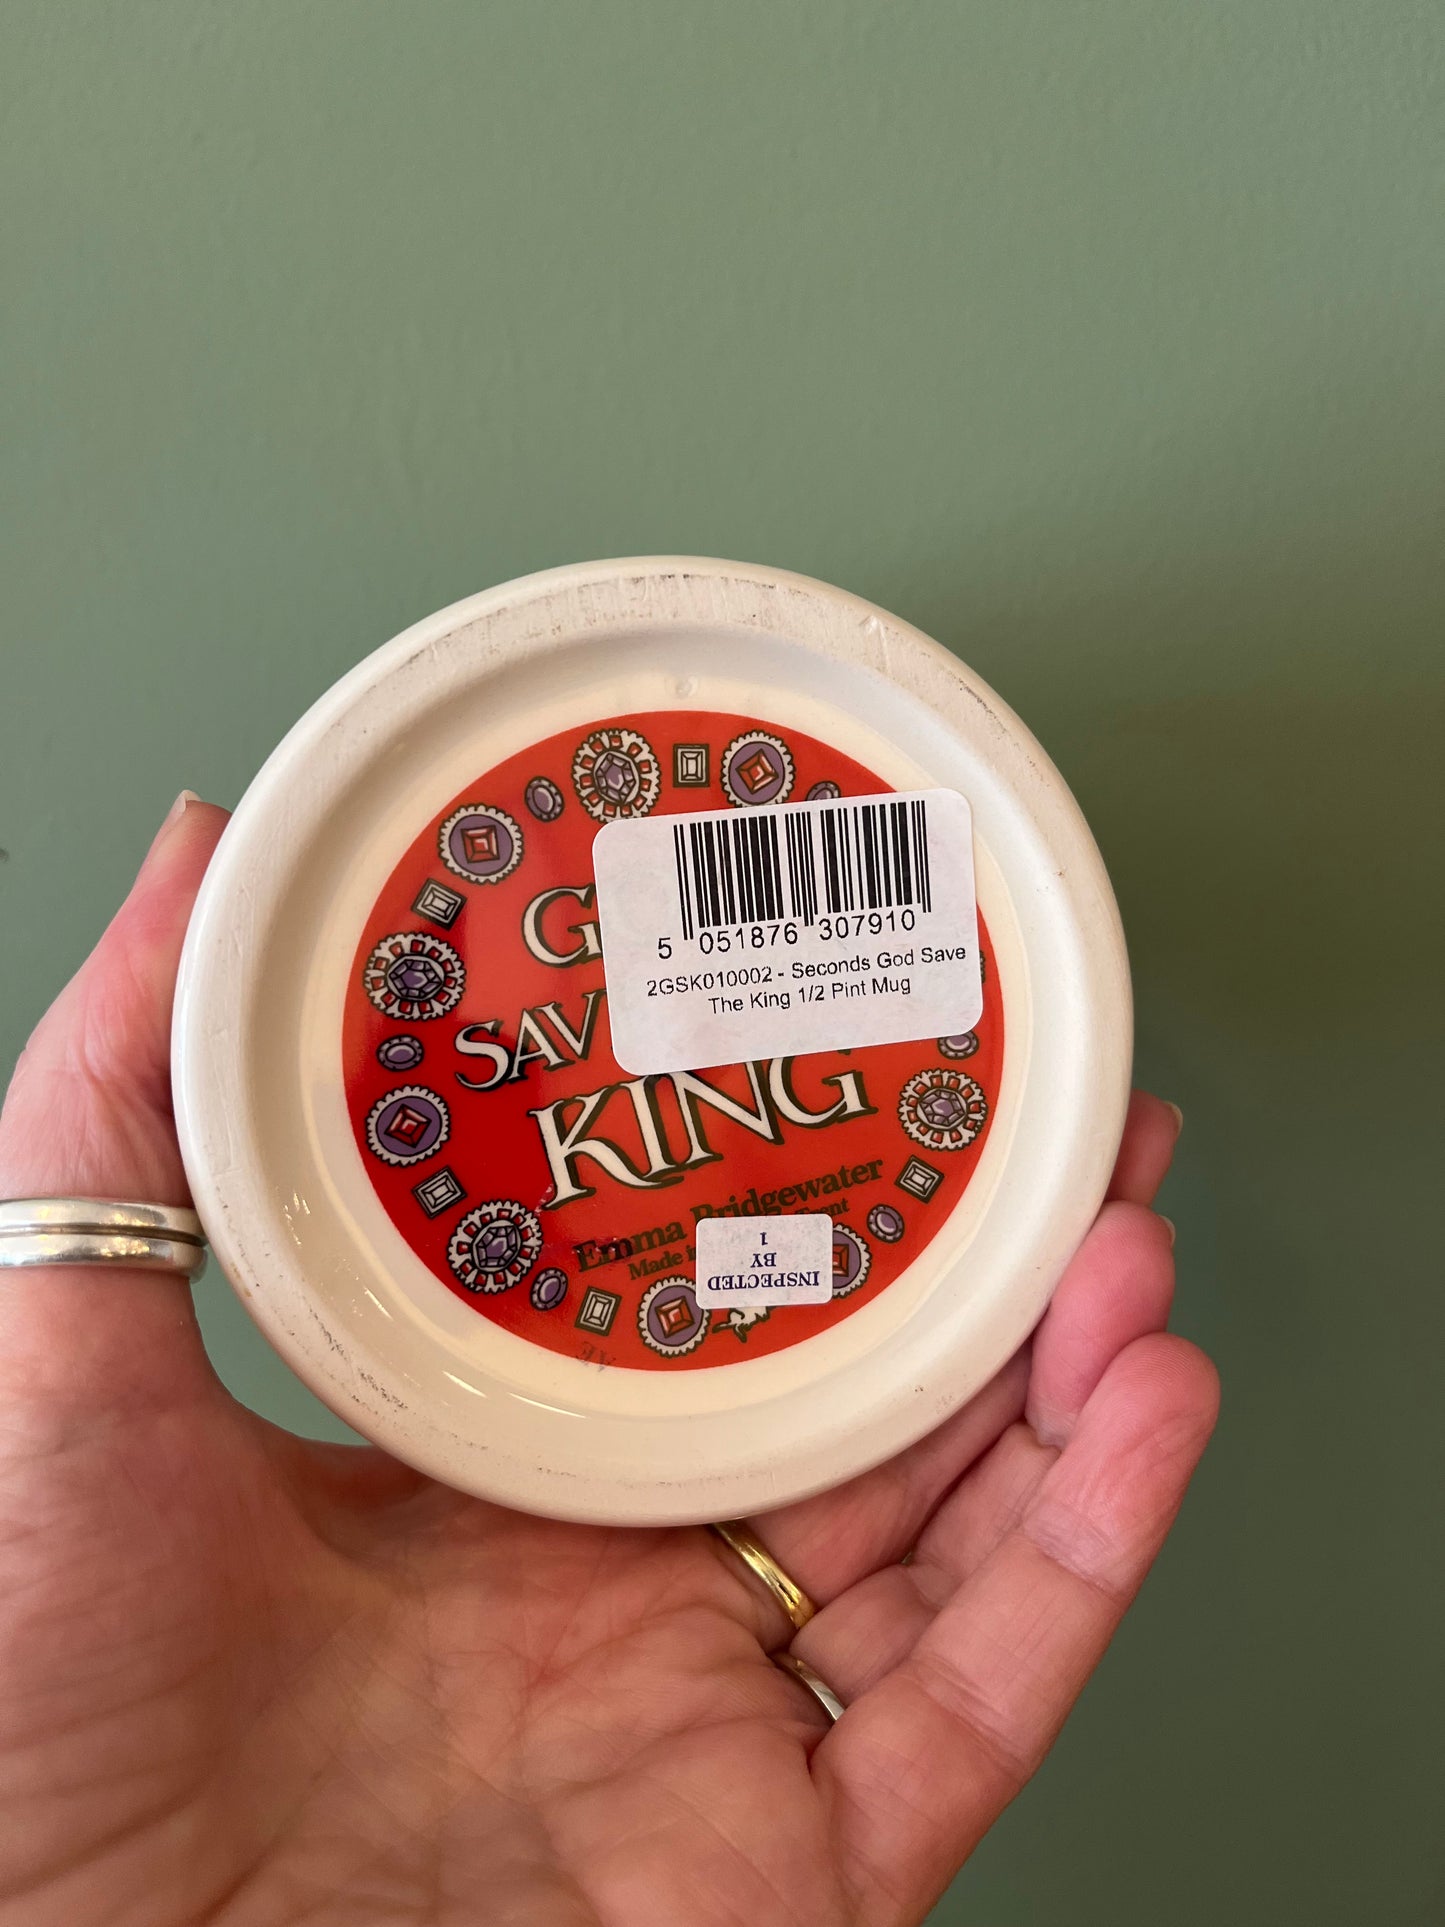 G
SAV
KING
Emma Bridgewater
Made i
5 051876 307910
2GSK010002 - Seconds God Save
The King 1/2 Pint Mug
INSPECTED
BY
1